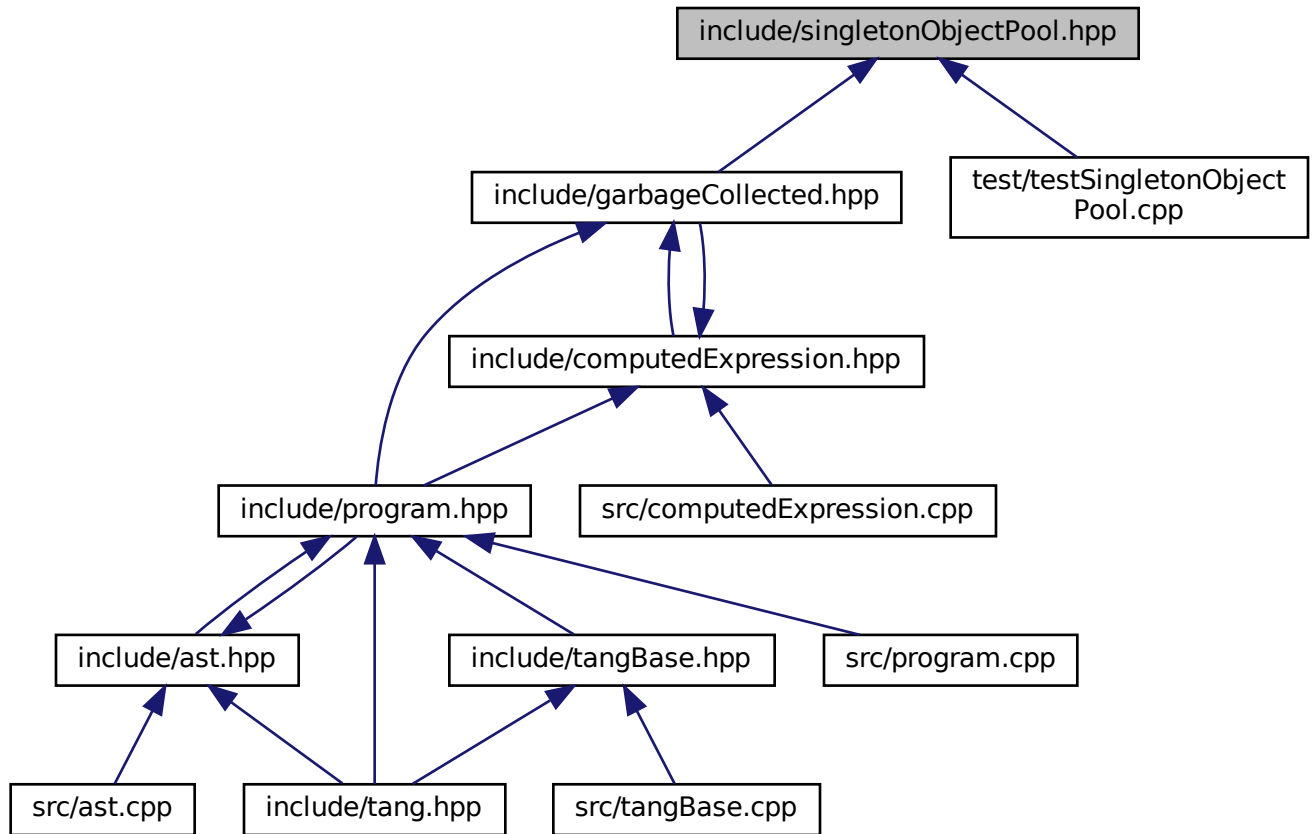 include/singletonObjectPool.hpp
include/garbageCollected.hpp
test/testSingletonObject
Pool.cpp
include/computedExpression.hpp
include/program.hpp
src/computedExpression.cpp
include/ast.hpp
include/tangBase.hpp
src/program.cpp
src/ast.cpp
include/tang.hpp
src/tangBase.cpp